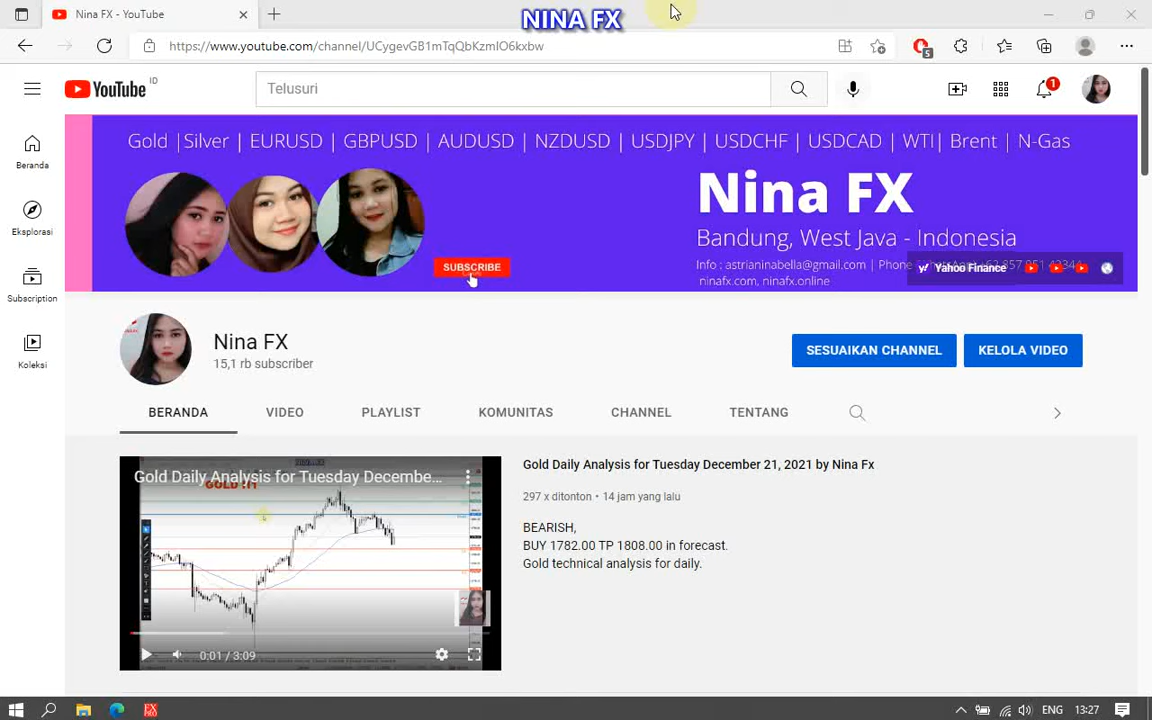 Nina FX - YouTube
NINA FX
https://www.youtube.com/channel/UCygevGB1mTqQbKzmIO6kxbw
5
YouTube ID
Telusuri
1
Beranda
Eksplorasi
Subscription
Koleksi
Gold |Silver | EURUSD | GBPUSD | AUDUSD | NZDUSD | USDJPY | USDCHF | USDCAD | WTI| Brent | N-Gas
Nina FX
Bandung, West Java - Indonesia
Info : astrianinabella@gmail.com | Phone
ninafx.com, ninafx.online
SUBSCRIBE
Yahoo Finance
Nina FX
15,1 rb subscriber
SESUAIKAN CHANNEL
KELOLA VIDEO
BERANDA
VIDEO
PLAYLIST
KOMUNITAS
CHANNEL
TENTANG
Gold Daily Analysis for Tuesday Decembe...
0:01 / 3:09
Gold Daily Analysis for Tuesday December 21, 2021 by Nina Fx
297 x ditonton • 14 jam yang lalu
BEARISH,
BUY 1782.00 TP 1808.00 in forecast.
Gold technical analysis for daily.
ENG
13:27